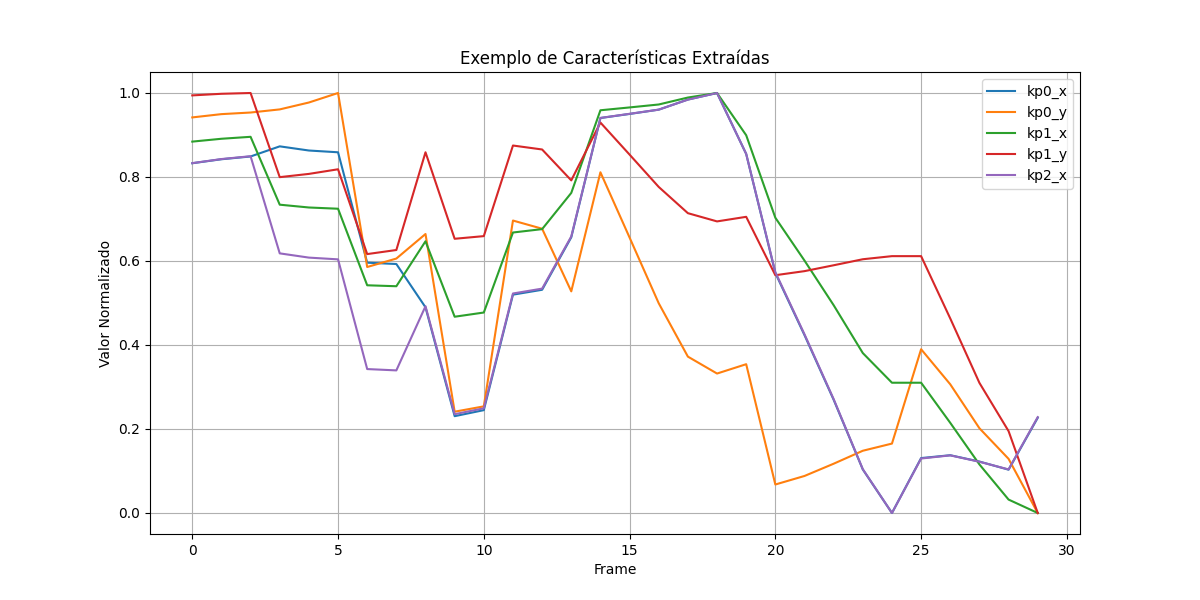 Exemplo de Características Extraídas
Valor Normalizado
1.0
0.8
0.6
0.4
0.2
0.0
0 5 10 15 20 25 30
Frame
kp0_x
kp0_y
kp1_x
kp1_y
kp2_x